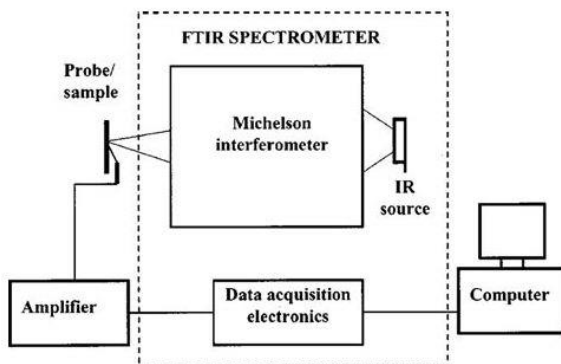 FTIR SPECTROMETER
Probe/
sample
Michelson
interferometer
IR
source
Amplifier
Data acquisition
electronics
Computer